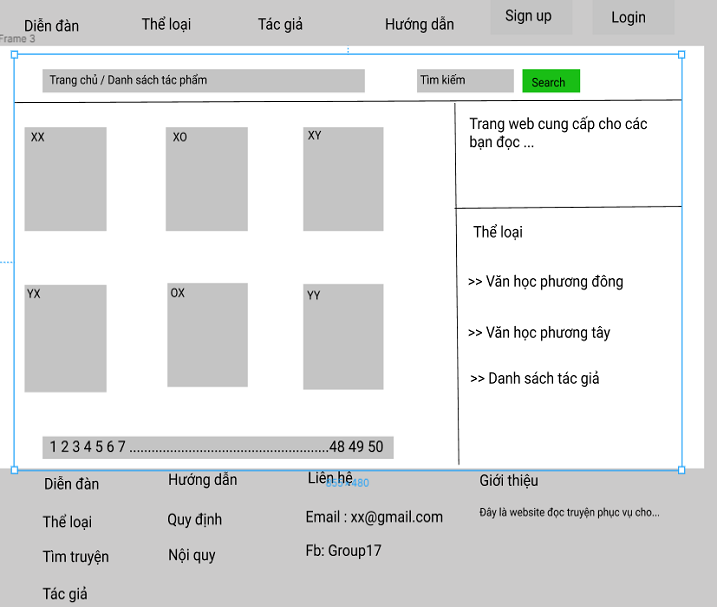 Diễn đàn
Thể loại
Tác giả
Hướng dẫn
Sign up
Login
Frame 3
Trang chủ / Danh sách tác phẩm
Tìm kiếm
Search
XX
XO
XY
Trang web cung cấp cho các
bạn đọc ...
YX
OX
YY
Thể loại
>> Văn học phương đông
>> Văn học phương tây
>> Danh sách tác giả
1 2 3 4 5 6 7 ......................................................48 49 50
Diễn đàn
Hướng dẫn
Liên hệ
Giới thiệu
Thể loại
Quy định
Email : xx@gmail.com
Đây là website đọc truyện phục vụ cho...
Tìm truyện
Nội quy
Fb: Group17
Tác giả